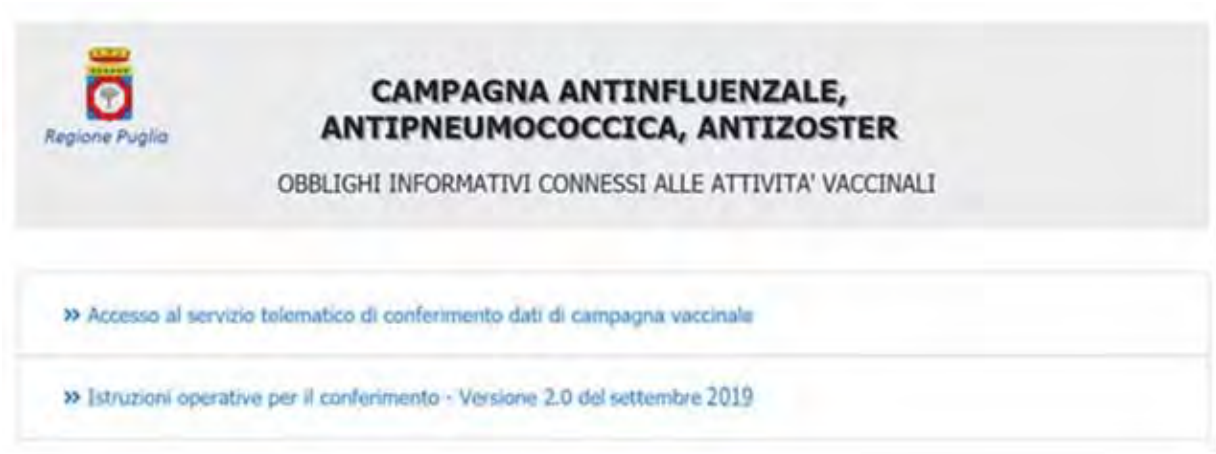 CAMPAGNA ANTINFLUENZALE,
ANTIPNEUMOCOCCICA, ANTIZOSTER
Regione Puglia
OBBLIGHI INFORMATIVI CONNESSI ALLE ATTIVITA' VACCINALI
» Accesso al servizio telematico di conferimento dati di campagna vaccinale
» Istruzioni operative per il conferimento - Versione 2.0 del settembre 2019